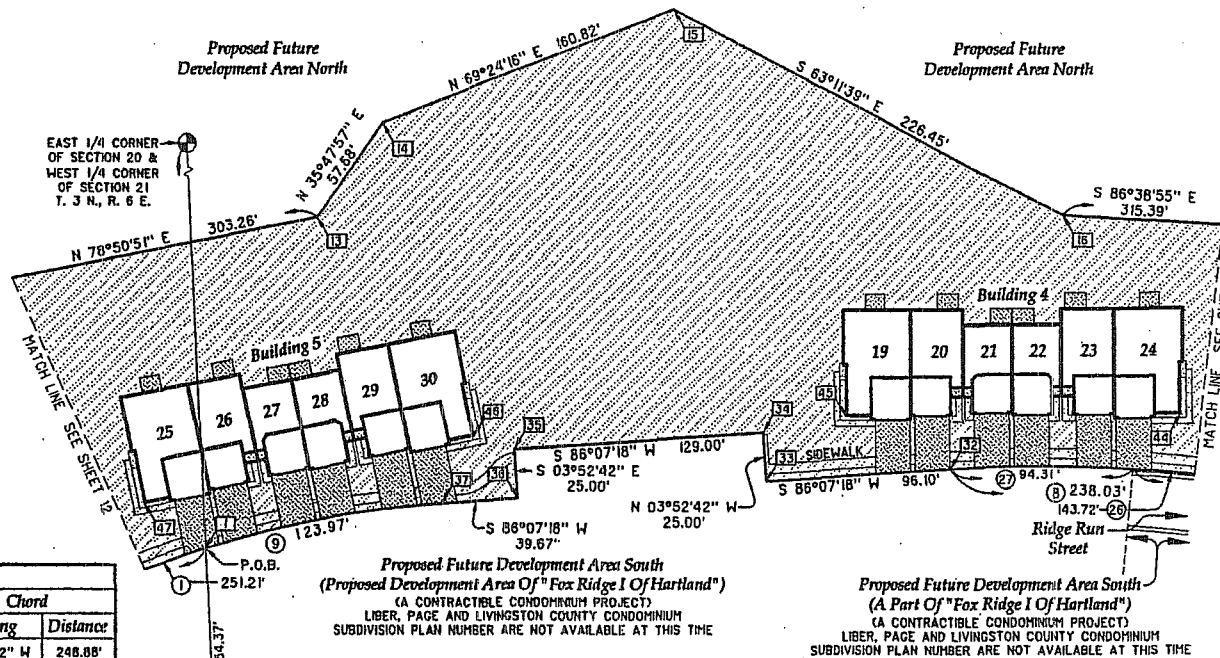 Proposed Future
Development Area North
Proposed Future
Development Area North
N 69°24'16" E 160.82'
15
S 63°11'39" E
226.45'
N 35°47'57" E
57.68'
14
EAST 1/4 CORNER
OF SECTION 20 &
WEST 1/4 CORNER
OF SECTION 21
T. 3 N., R. 6 E.
N 78°50'51" E 303.26'
13
S 86°38'55" E
315.39'
16
MATCH LINE SEE SHEET 12
MATCH LINE SEE
Building 5
25
26
27
28
29
30
Building 4
19
20
21
22
23
24
45
46
35
34
32
44
S 86°07'18" W 129.00'
S 03°52'42" E
25.00'
36
37
33
SIDEWALK
S 86°07'18" W 96.10'
27 94.31'
8 238.03'
143.72' 26
N 03°52'42" W
25.00'
S 86°07'18" W
39.67'
47
1
9 123.97'
P.O.B.
1 251.21'
Ridge Run
Street
Proposed Future Development Area South
(Proposed Development Area Of "Fox Ridge I Of Hartland")
(A CONTRACTIBLE CONDOMINIUM PROJECT)
LIBER, PAGE AND LIVINGSTON COUNTY CONDOMINIUM
SUBDIVISION PLAN NUMBER ARE NOT AVAILABLE AT THIS TIME
Proposed Future Development Area South
(A Part Of "Fox Ridge I Of Hartland")
(A CONTRACTIBLE CONDOMINIUM PROJECT)
LIBER, PAGE AND LIVINGSTON COUNTY CONDOMINIUM
SUBDIVISION PLAN NUMBER ARE NOT AVAILABLE AT THIS TIME
Chord
ng Distance
2" W 246.88'
54.37'